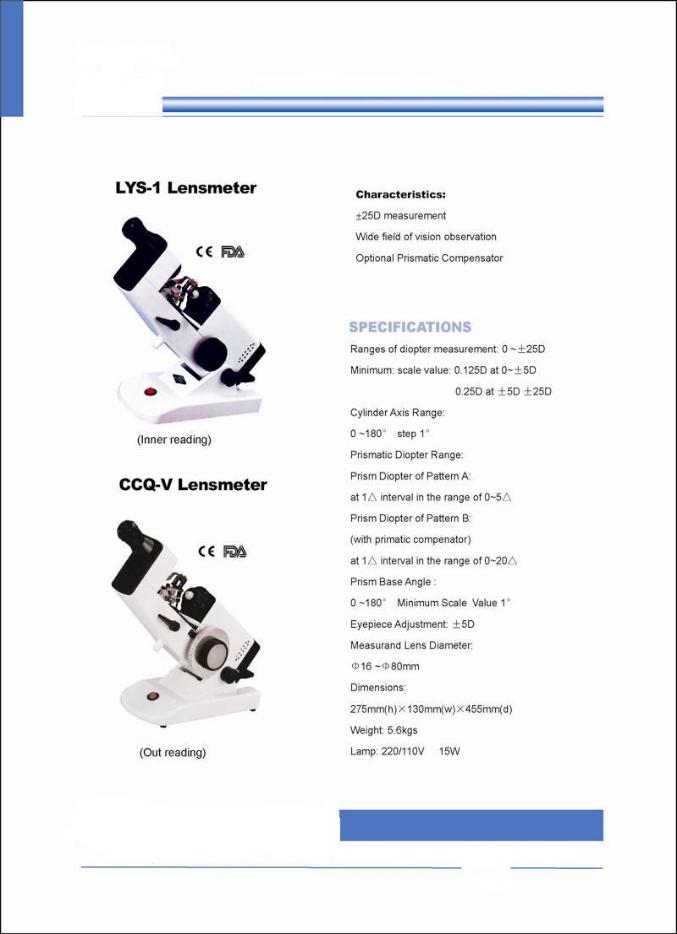 LYS-1 Lensmeter
CE FDA
(Inner reading)
CCQ-V Lensmeter
CE FDA
(Out reading)
Characteristics:
±25D measurement
Wide field of vision observation
Optional Prismatic Compensator
SPECIFICATIONS
Ranges of diopter measurement: 0 ~±25D
Minimum: scale value: 0.125D at 0~±5D
0.25D at ±5D ±25D
Cylinder Axis Range:
0 ~180° step 1°
Prismatic Diopter Range:
Prism Diopter of Pattern A:
at 1△ interval in the range of 0~5△
Prism Diopter of Pattern B:
(with primatic compenator)
at 1△ interval in the range of 0~20△
Prism Base Angle :
0 ~180° Minimum Scale Value 1°
Eyepiece Adjustment: ±5D
Measurand Lens Diameter:
Φ16 ~Φ80mm
Dimensions:
275mm(h)×130mm(w)×455mm(d)
Weight: 5.6kgs
Lamp: 220/110V 15W